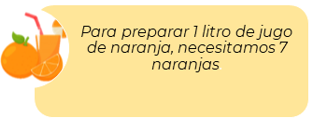 Para preparar 1 litro de jugo
de naranja, necesitamos 7
naranjas